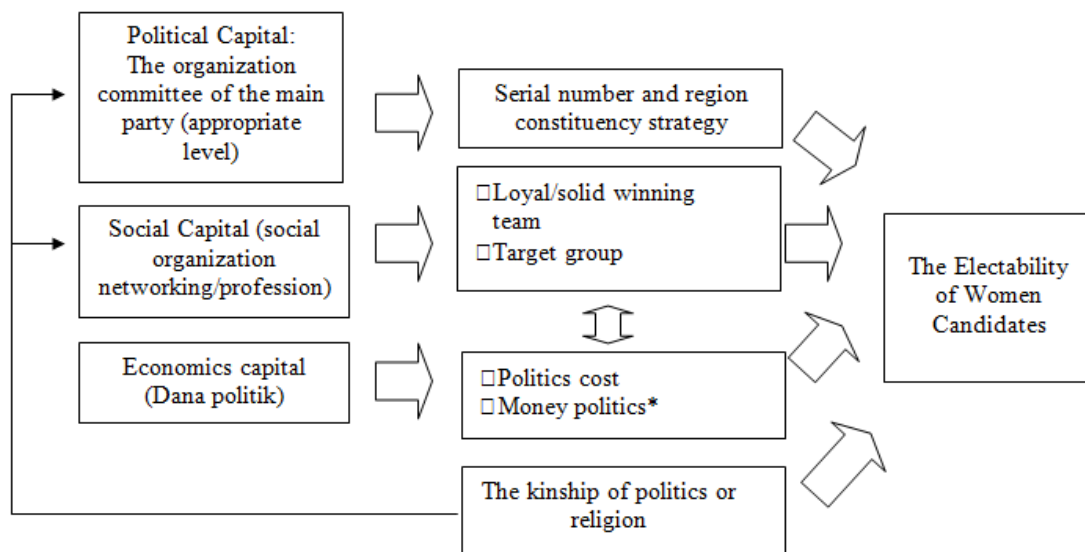 Political Capital:
The organization
committee of the main
party (appropriate
level)
Serial number and region
constituency strategy
Social Capital (social
organization
networking/profession)
□Loyal/solid winning
team
□Target group
The Electability
of Women
Candidates
Economics capital
(Dana politik)
□Politics cost
□Money politics*
The kinship of politics or
religion